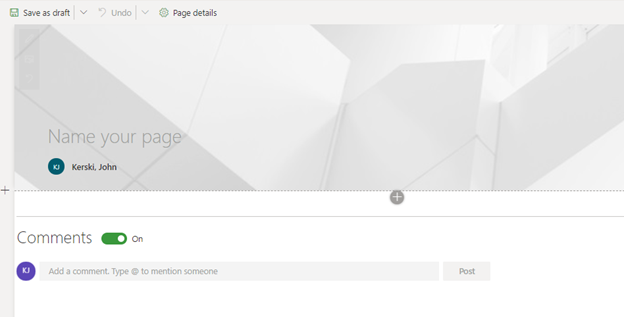 Save as draft Undo Page details
Name your page
KJ Kerski, John
Comments On
KJ Add a comment. Type @ to mention someone Post